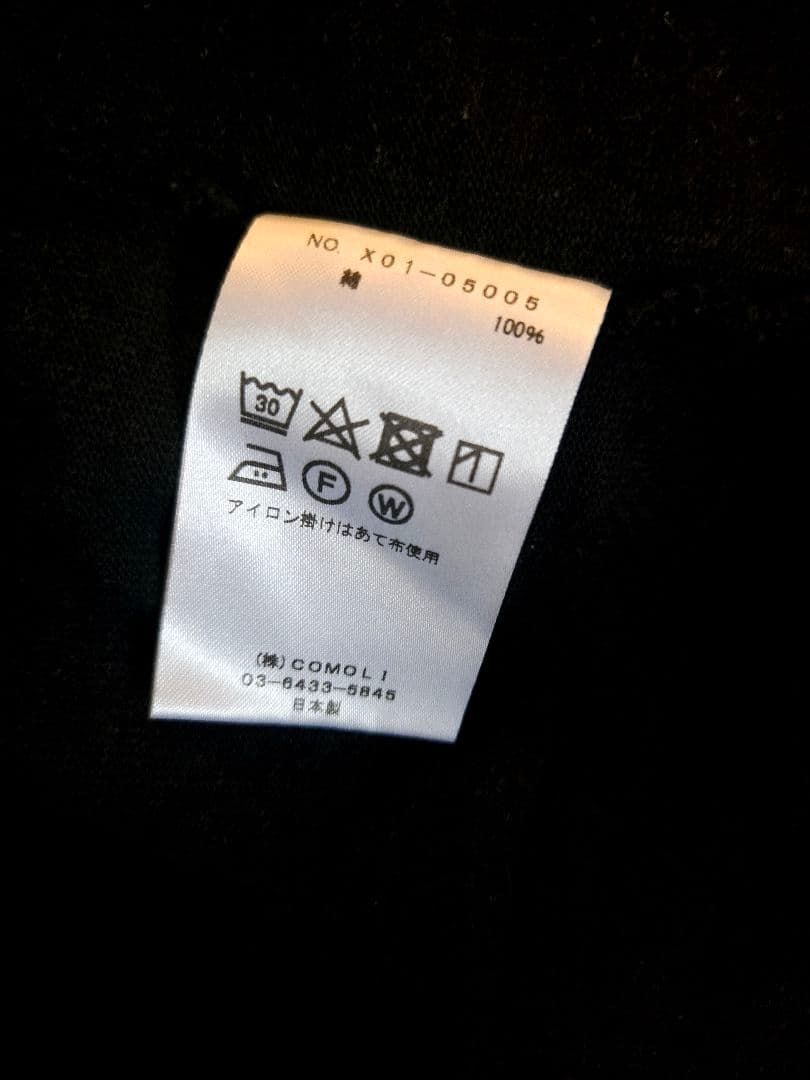 NO. X01-05005
綿
100%
30
F
W
アイロン掛けはあて布使用
(株)COMOLI
03-6433-5845
日本製